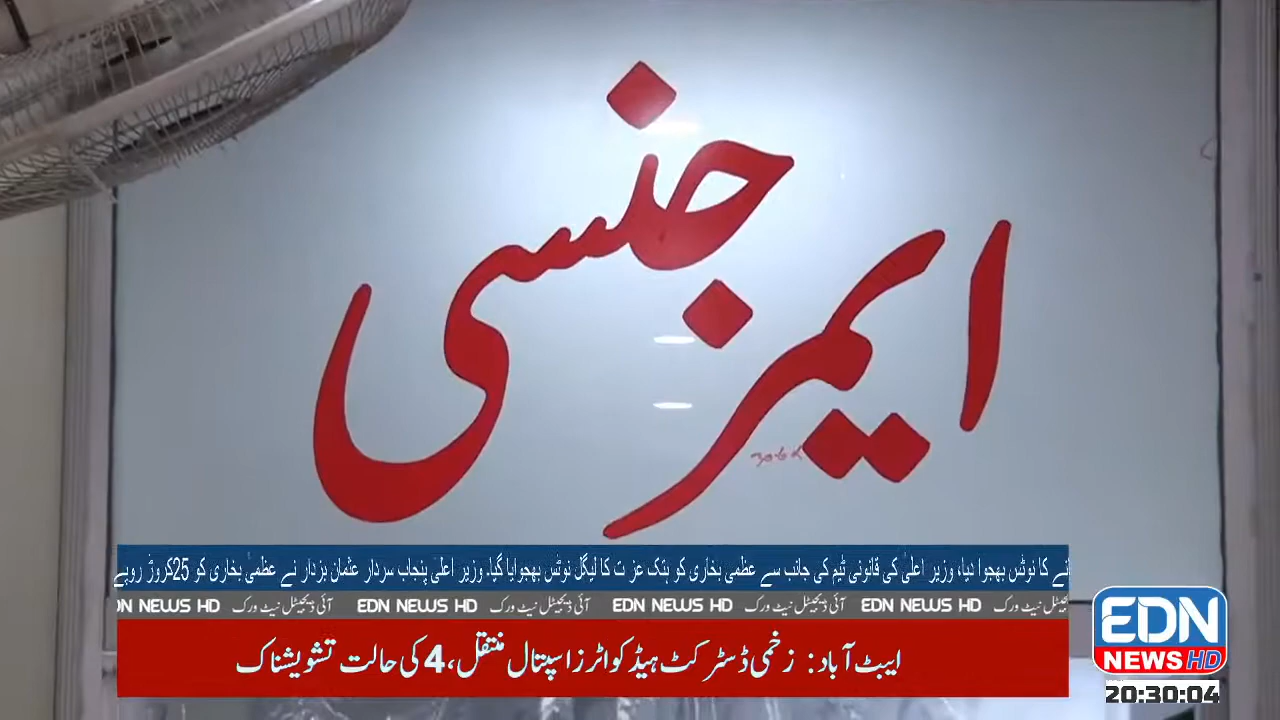 ایمرجنسی
نے کا نوٹس بھجوا دیا، وزیر اعلیٰ کی قانونی ٹیم کی جانب سے عظمی بخاری کو ہتک عزت کا لیگل نوٹس بھجوایا گیا۔ وزیر اعلیٰ پنجاب سردار عثمان بزدار نے عظمیٰ بخاری کو 25کروڑ روپے
EDN NEWS HD آئی ڈیجیٹل نیٹ ورک EDN NEWS HD آئی ڈیجیٹل نیٹ ورک EDN NEWS HD آئی ڈیجیٹل نیٹ ورک EDN NEWS HD
ایبٹ آباد: زخمی ڈسٹرکٹ ہیڈ کوارٹرز اسپتال منتقل، 4 کی حالت تشویشناک
EDN
NEWS HD
20:30:04